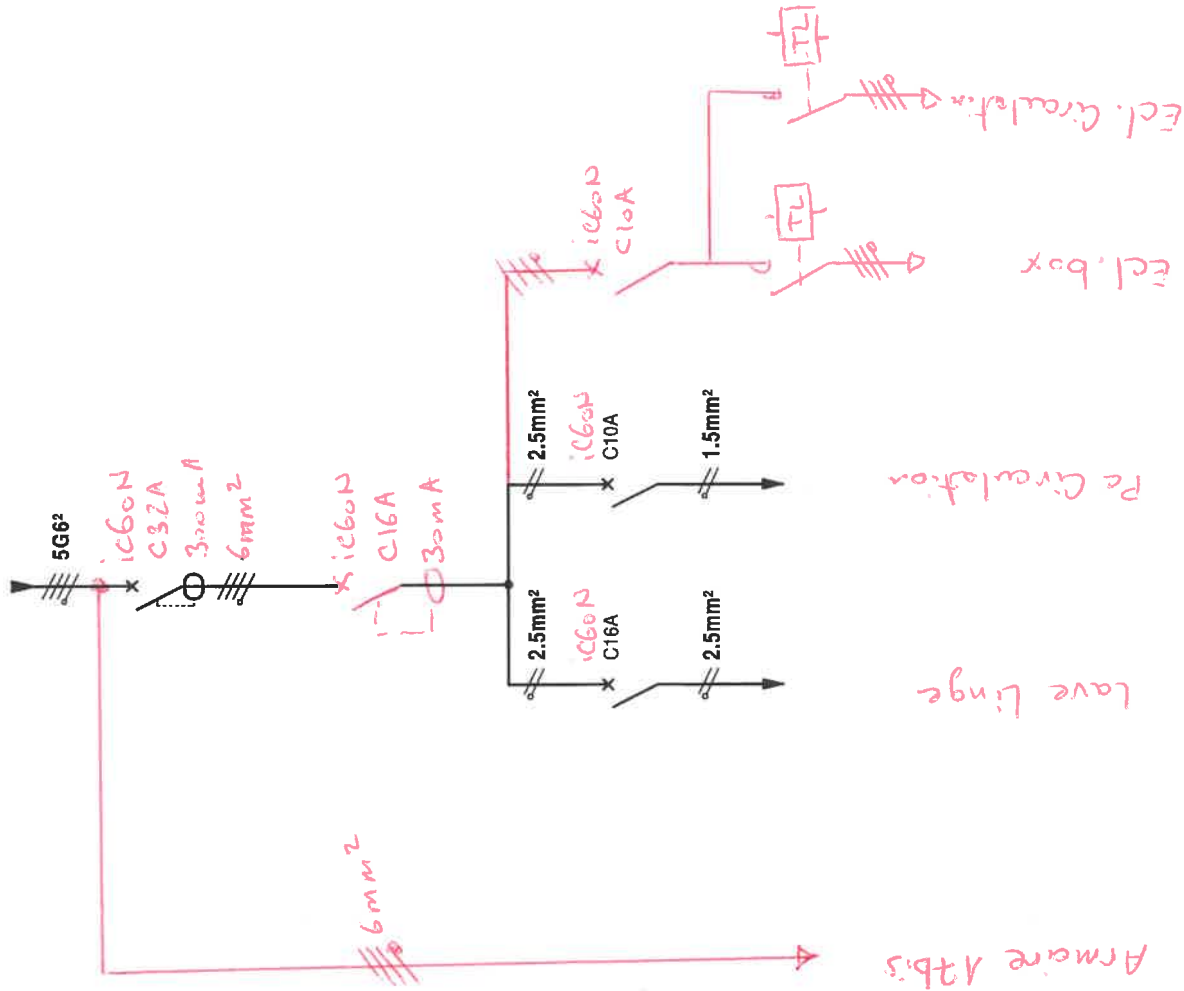 TL
Ecl. Circulation
TL
Ecl. box
iC60N
C10A
2.5mm²
iC60N
C10A
1.5mm²
Pc Circulation
5G6²
iC60N
C32A
300mA
6mm²
iC60N
C16A
30mA
2.5mm²
iC60N
C16A
2.5mm²
Lave Linge
6mm²
Armoire 17bis